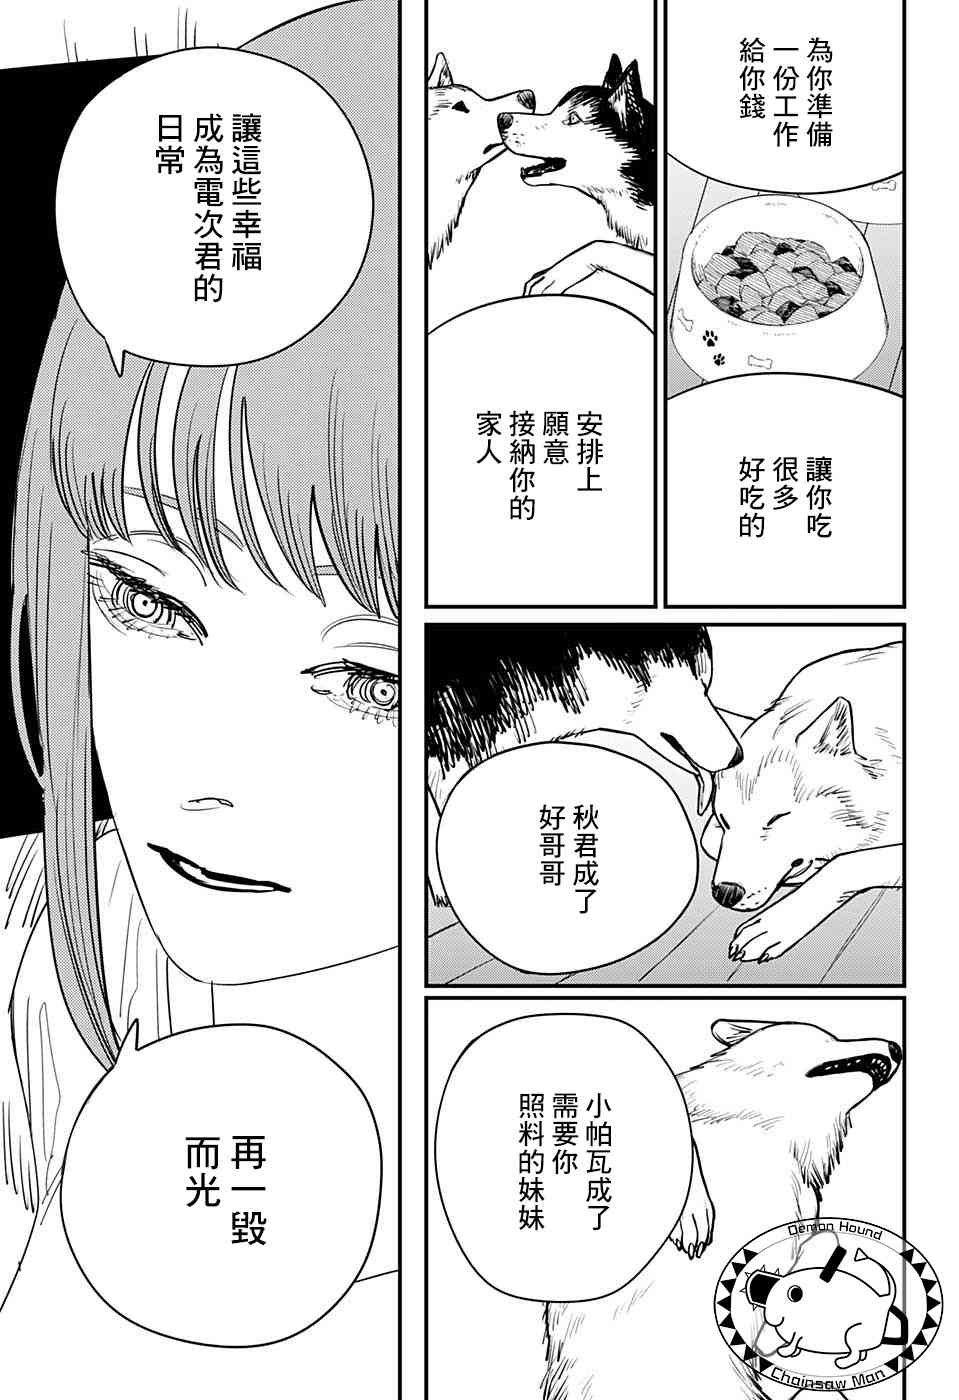 為你準備
一份工作
給你錢
讓你吃
很多
好吃的
安排上
願意
接納你的
家人
秋君成了
好哥哥
小帕瓦成了
需要你
照料的妹妹
讓這些幸福
成為電次君的
日常
再一毀
而光
Demon Hound
Chainsaw Man